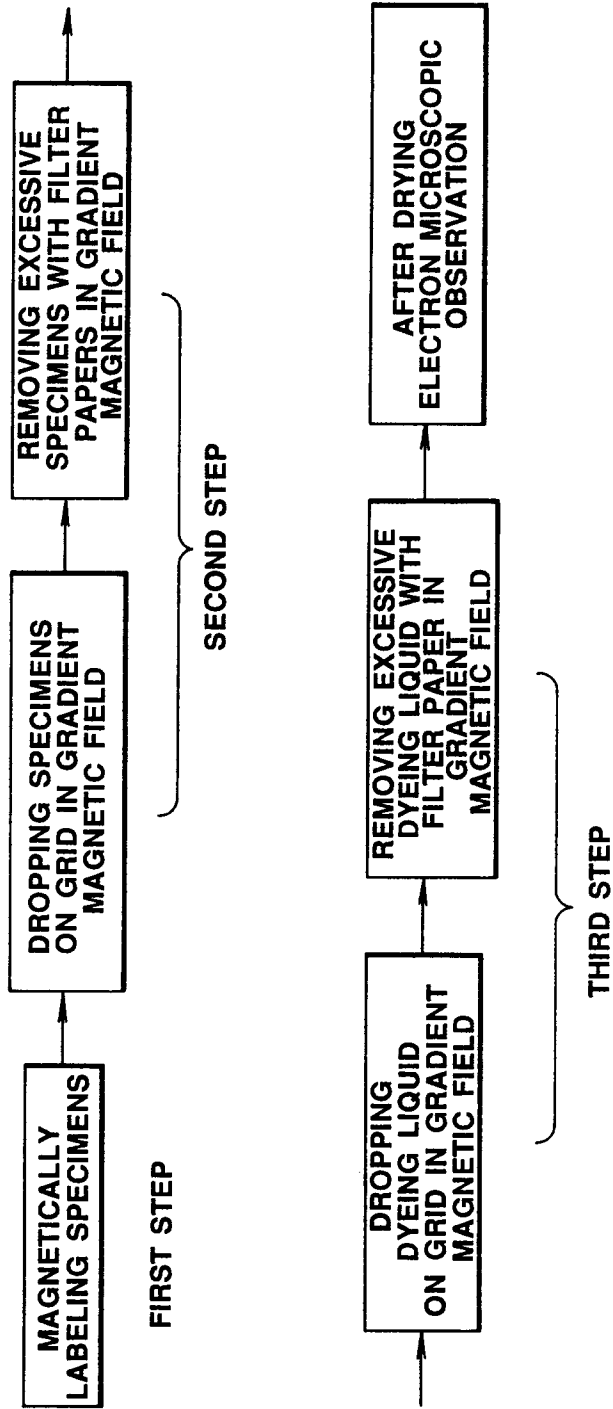 MAGNETICALLY
LABELING SPECIMENS
FIRST STEP
DROPPING SPECIMENS
ON GRID IN GRADIENT
MAGNETIC FIELD
REMOVING EXCESSIVE
SPECIMENS WITH FILTER
PAPERS IN GRADIENT
MAGNETIC FIELD
SECOND STEP
DROPPING
DYEING LIQUID
ON GRID IN GRADIENT
MAGNETIC FIELD
REMOVING EXCESSIVE
DYEING LIQUID WITH
FILTER PAPER IN
GRADIENT
MAGNETIC FIELD
THIRD STEP
AFTER DRYING
ELECTRON MICROSCOPIC
OBSERVATION